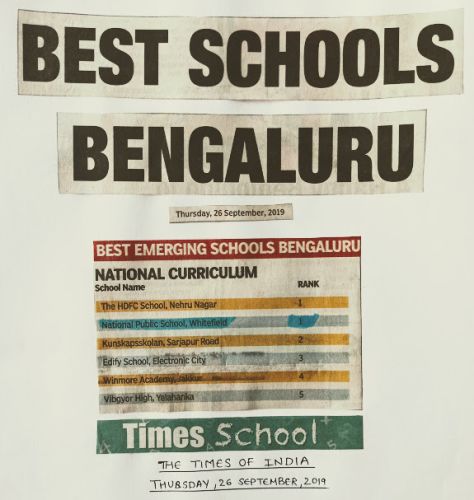 BEST SCHOOLS
BENGALURU
Thursday, 26 September, 2019
BEST EMERGING SCHOOLS BENGALURU
NATIONAL CURRICULUM
School Name RANK
The HDFC School, Nehru Nagar 1
National Public School, Whitefield 1
Kunskapsskolan, Sarjapur Road 2
Edify School, Electronic City 3
Winmore Academy, Jakkur 4
Vibgyor High, Yelahanka 5
Times School
THE TIMES OF INDIA
THURSDAY, 26 SEPTEMBER, 2019